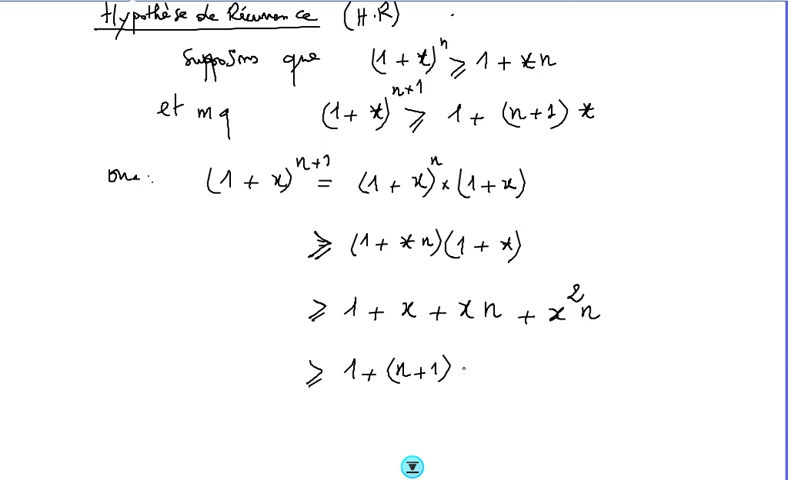 Hypothèse de Récurrence (H.R)
Supposons que (1 + x)^n ⩾ 1 + xn
et mq (1 + x)^{n+1} ⩾ 1 + (n+1) x
ona: (1 + x)^{n+1} = (1 + x)^n × (1 + x)
⩾ (1 + xn)(1 + x)
⩾ 1 + x + xn + x^2 n
⩾ 1 + (n+1) .